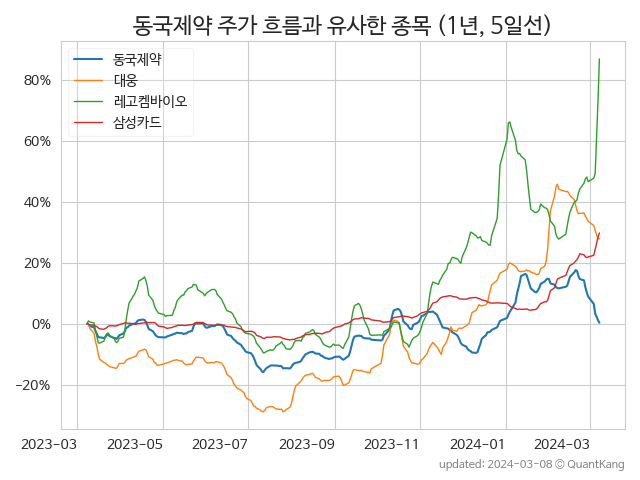 동국제약 주가 흐름과 유사한 종목 (1년, 5일선)
동국제약
대웅
레고켐바이오
삼성카드
80%
60%
40%
20%
0%
−20%
2023−03 2023−05 2023−07 2023−09 2023−11 2024−01 2024−03
updated: 2024-03-08 © QuantKang